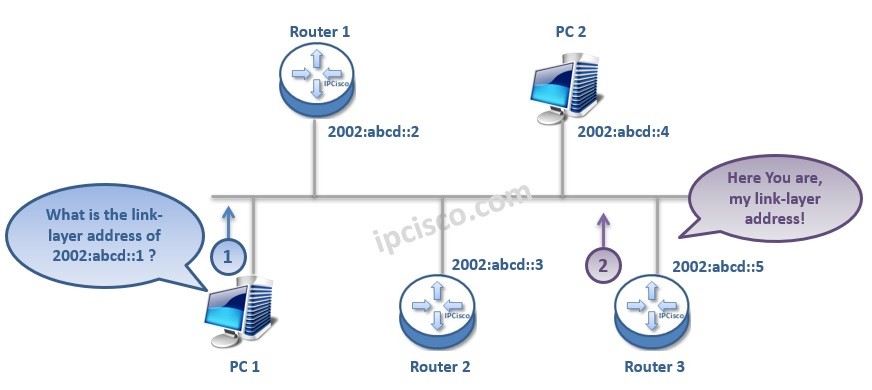 Router 1
PC 2
IPCisco
2002:abcd::2
2002:abcd::4
What is the link-
layer address of
2002:abcd::1 ?
1
Here You are,
my link-layer
address!
2
ipcisco.com
2002:abcd::3
2002:abcd::5
IPCisco
IPCisco
PC 1
Router 2
Router 3